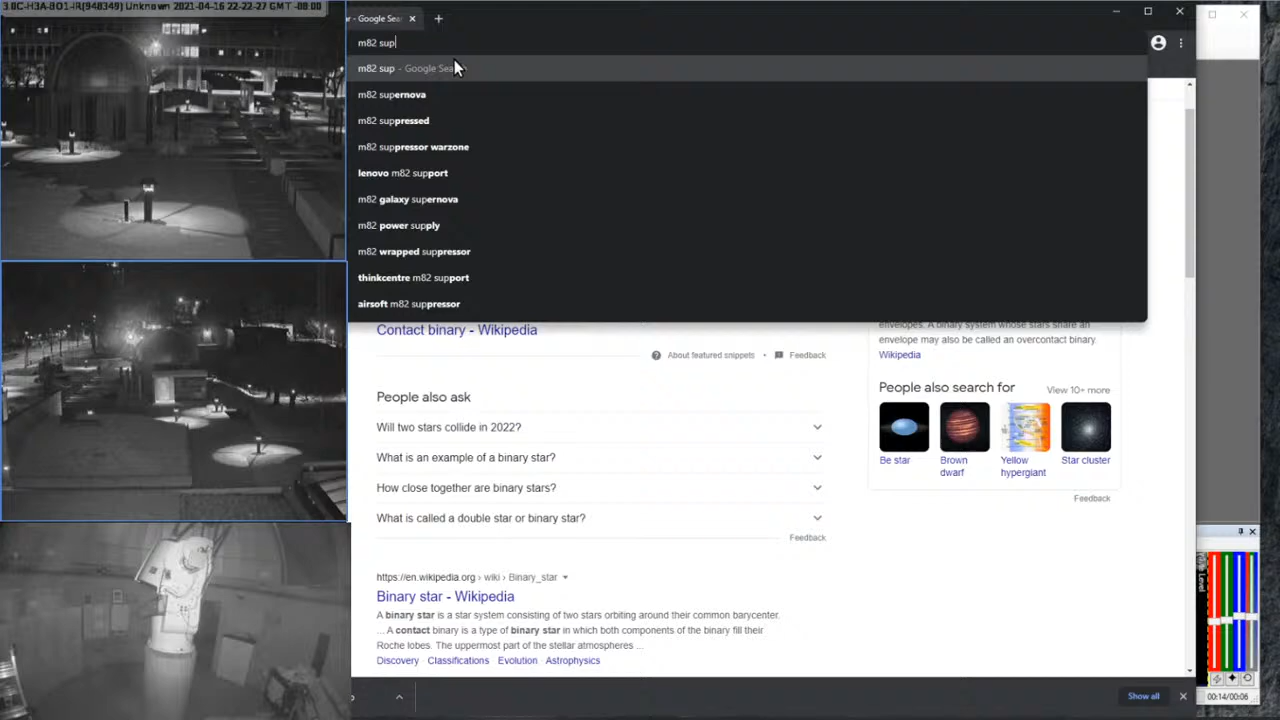 3.0C-H3A-BO1-IR(948349) Unknown 2021-04-16 22:22:27 GMT -08:00
ar - Google Sear
m82 sup
m82 sup - Google Sea
m82 supernova
m82 suppressed
m82 suppressor warzone
lenovo m82 support
m82 galaxy supernova
m82 power supply
m82 wrapped suppressor
thinkcentre m82 support
airsoft m82 suppressor
Contact binary - Wikipedia
About featured snippets • Feedback
People also ask
Will two stars collide in 2022?
What is an example of a binary star?
How close together are binary stars?
What is called a double star or binary star?
Feedback
https://en.wikipedia.org › wiki › Binary_star
Binary star - Wikipedia
A binary star is a star system consisting of two stars orbiting around their common barycenter.
... A contact binary is a type of binary star in which both components of the binary fill their
Roche lobes. The uppermost part of the stellar atmospheres ...
Discovery · Classifications · Evolution · Astrophysics
envelopes. A binary system whose stars share an
envelope may also be called an overcontact binary.
Wikipedia
People also search for
View 10+ more
Be star
Brown dwarf
Yellow hypergiant
Star cluster
Feedback
Show all
Level
00:14/00:06